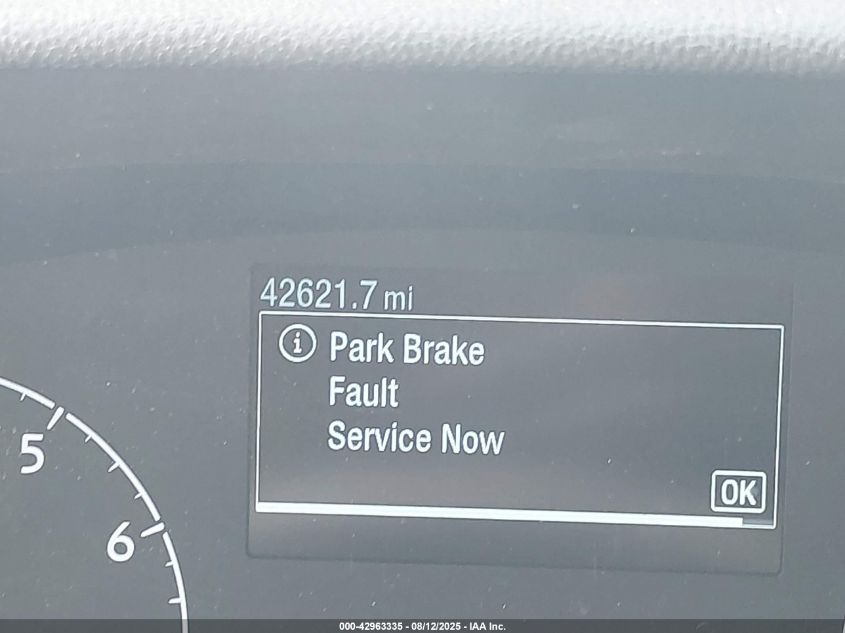 42621.7 mi
i Park Brake
Fault
Service Now
OK
5
6
000-42963335 - 08/12/2025 - IAA Inc.